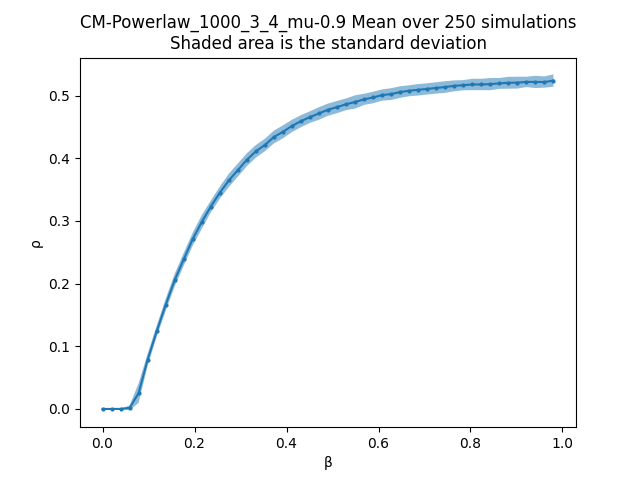 CM-Powerlaw_1000_3_4_mu-0.9 Mean over 250 simulations
Shaded area is the standard deviation
0.5
0.4
0.3
0.2
0.1
0.0
ρ
0.0 0.2 0.4 0.6 0.8 1.0
β